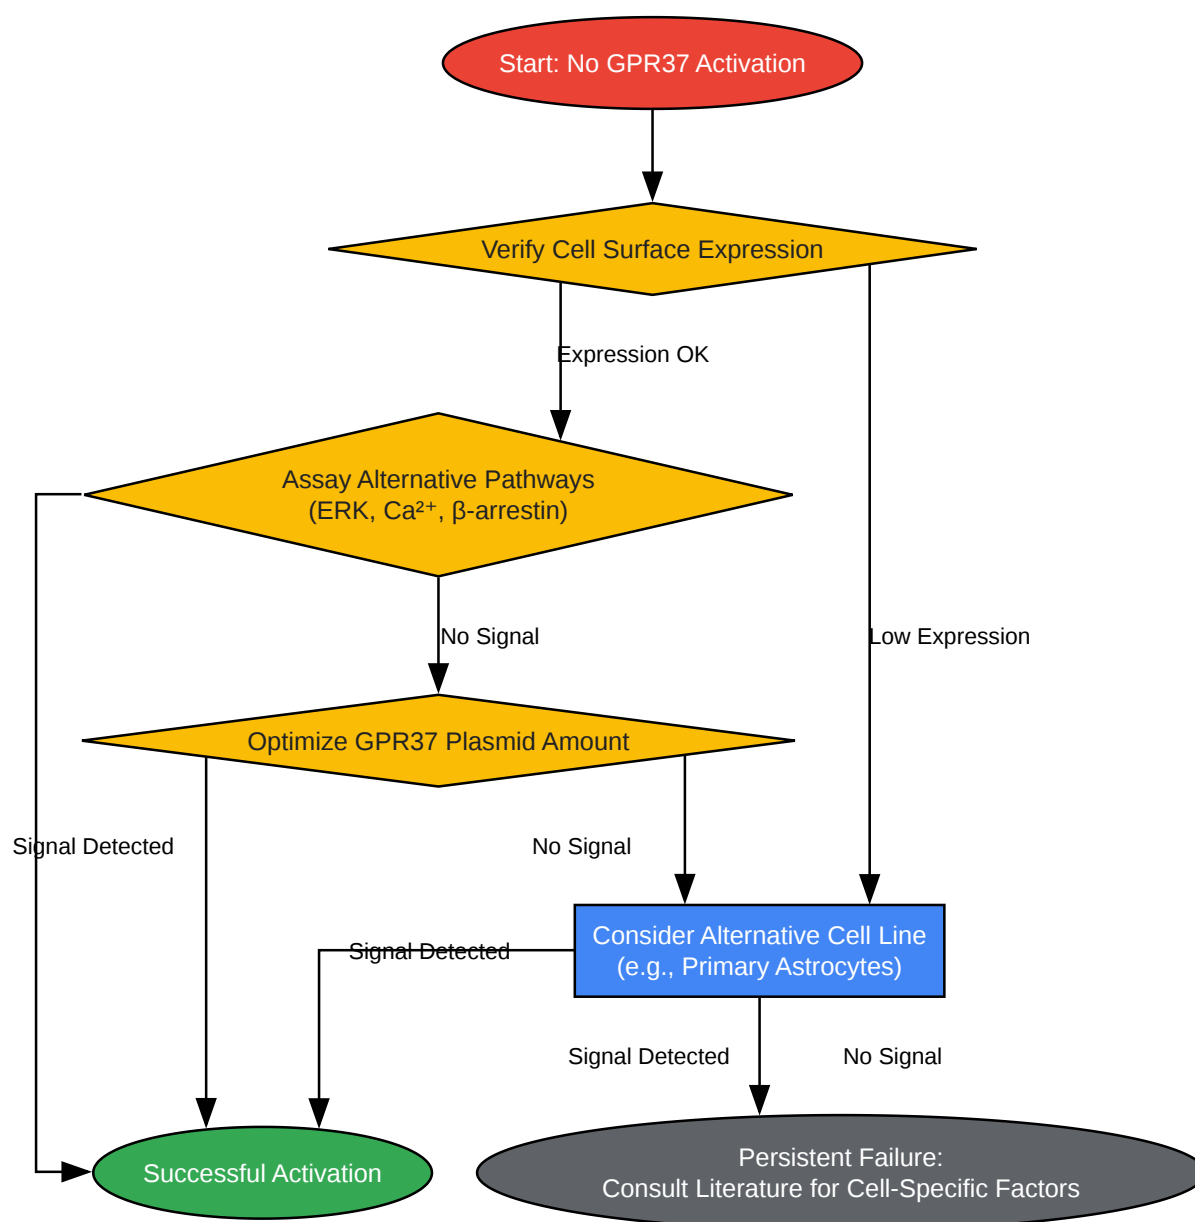 Start: No GPR37 Activation
Verify Cell Surface Expression
Expression OK
Assay Alternative Pathways
(ERK, Ca²⁺, β-arrestin)
No Signal
Low Expression
Optimize GPR37 Plasmid Amount
Signal Detected
No Signal
Consider Alternative Cell Line
(e.g., Primary Astrocytes)
Signal Detected
Signal Detected
No Signal
Successful Activation
Persistent Failure:
Consult Literature for Cell-Specific Factors